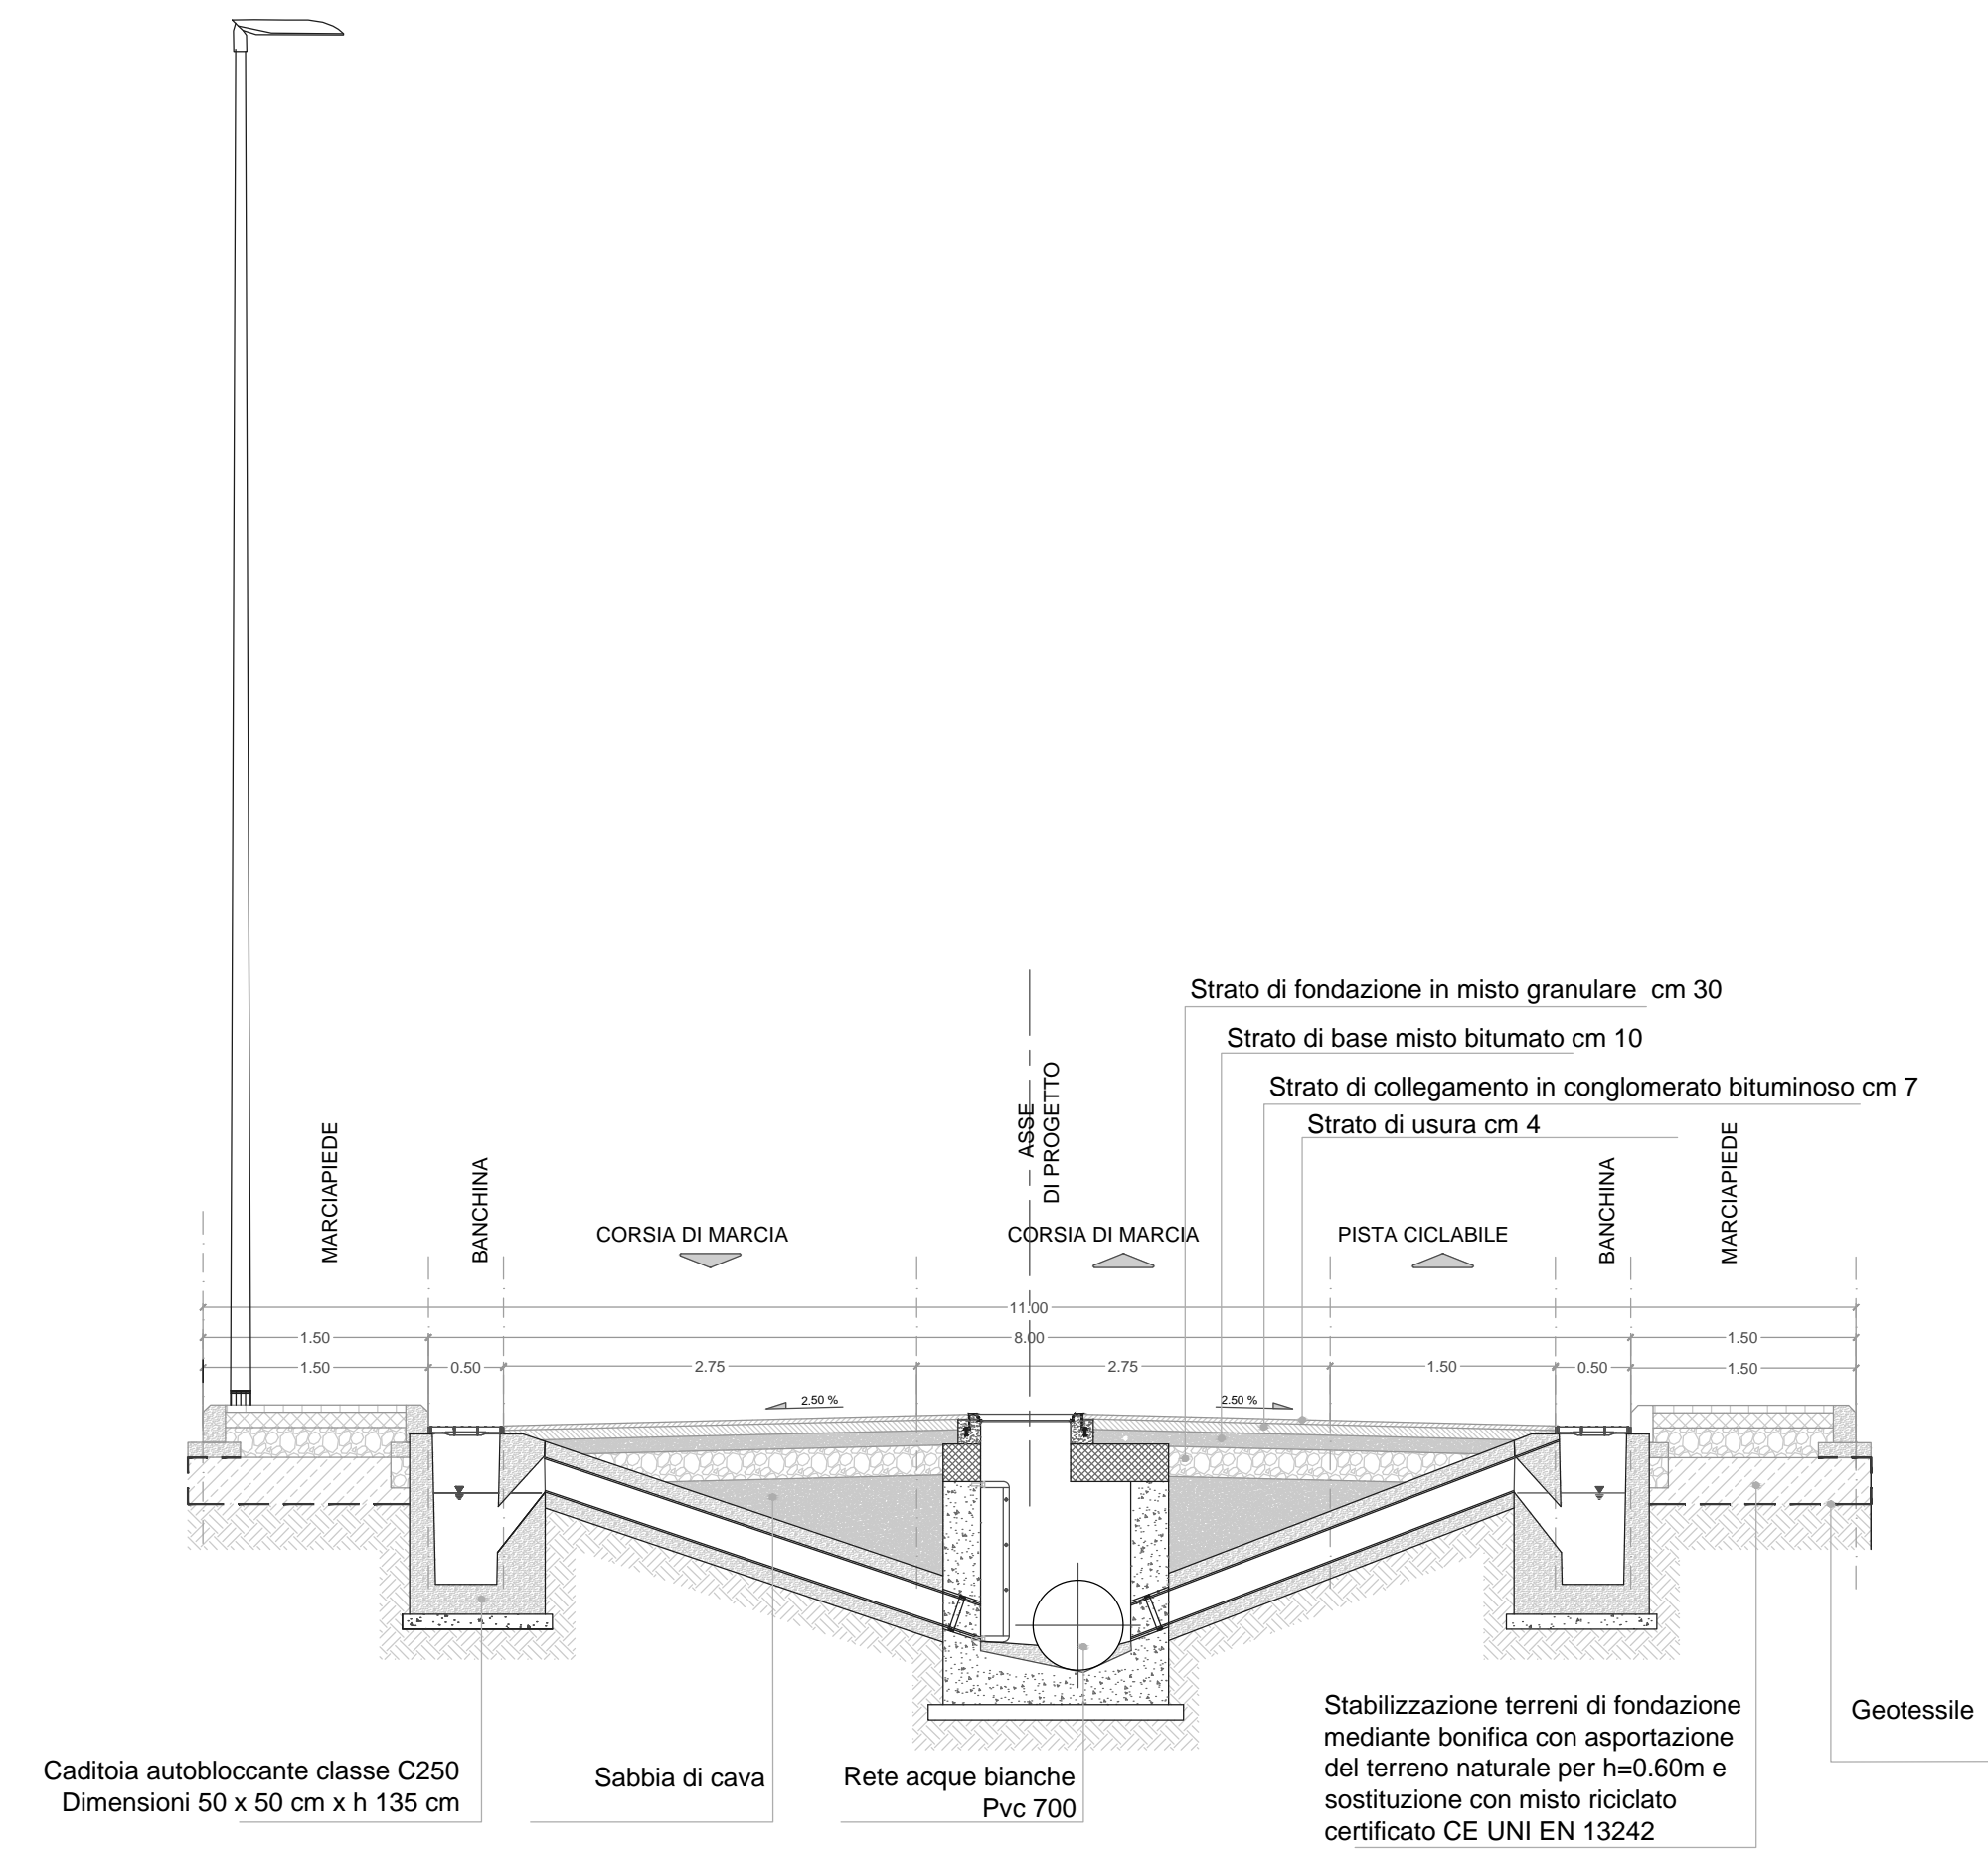 Strato di fondazione in misto granulare  cm 30
Strato di base misto bitumato cm 10
Strato di collegamento in conglomerato bituminoso cm 7
Strato di usura cm 4
MARCIAPIEDE
BANCHINA
CORSIA DI MARCIA
ASSE
DI PROGETTO
CORSIA DI MARCIA
PISTA CICLABILE
BANCHINA
MARCIAPIEDE
11.00
1.50
8.00
1.50
1.50
0.50
2.75
2.75
1.50
0.50
1.50
2.50 %
2.50 %
Caditoia autobloccante classe C250
Dimensioni 50 x 50 cm x h 135 cm
Sabbia di cava
Rete acque bianche
Pvc 700
Stabilizzazione terreni di fondazione
mediante bonifica con asportazione
del terreno naturale per h=0.60m e
sostituzione con misto riciclato
certificato CE UNI EN 13242
Geotessile